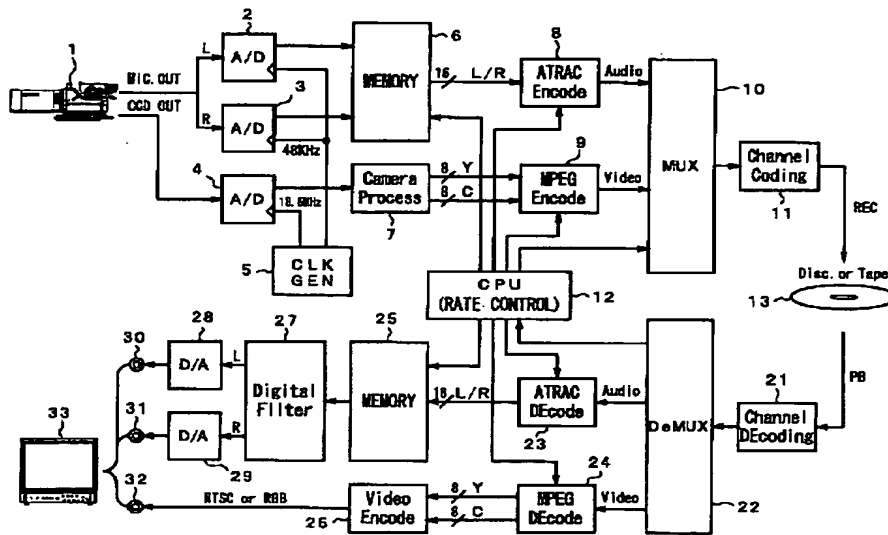 1
MIC. OUT
CCD OUT
L
R
2
A/D
3
A/D
48KHz
4
A/D
5
CLK
GEN
6
MEMORY
16 L/R
Camera
Process
7
8 Y
8 C
8
ATRAC
Encode
Audio
9
MPEG
Encode
Video
MUX
10
Channel
Coding
11
REC
Disc. or Tape
13
PB
CPU
(RATE·CONTROL)
12
21
Channel
DEcoding
DeMUX
22
Audio
ATRAC
DEcode
23
16 L/R
25
MEMORY
27
Digital
Filter
L
R
28
D/A
D/A
29
30
31
32
33
Video
24
MPEG
DEcode
8 Y
8 C
Video
Encode
26
NTSC or RGB